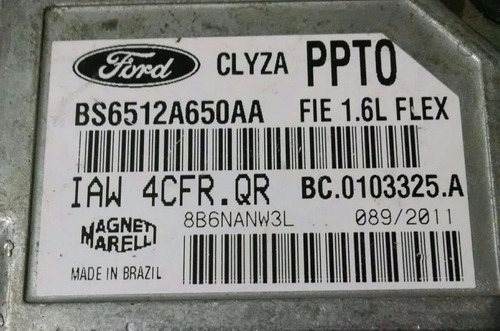 Ford CLYZA PPTO
BS6512A650AA FIE 1.6L FLEX
IAW 4CFR.QR BC.0103325.A
MAGNETI
MARELLI
8B6NANW3L 089/2011
MADE IN BRAZIL